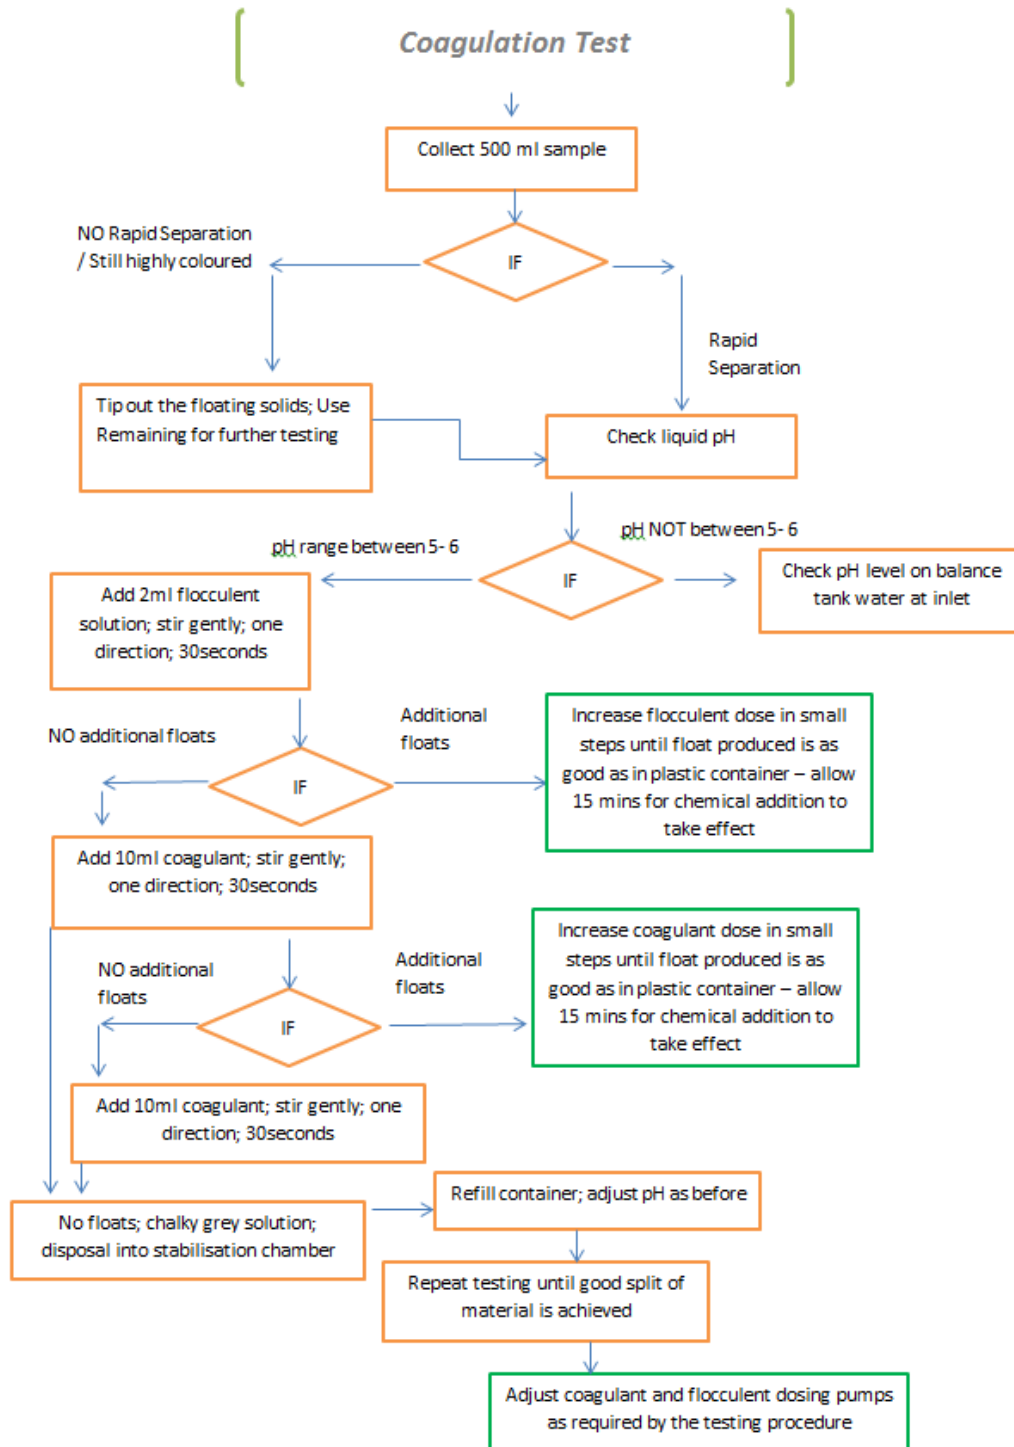 Coagulation Test
Collect 500 ml sample
NO Rapid Separation
/ Still highly coloured
IF
Rapid
Separation
Tip out the floating solids; Use
Remaining for further testing
Check liquid pH
pH range between 5- 6
pH NOT between 5- 6
IF
Check pH level on balance
tank water at inlet
Add 2ml flocculent
solution; stir gently; one
direction; 30seconds
NO additional floats
Additional
floats
IF
Increase flocculent dose in small
steps until float produced is as
good as in plastic container – allow
15 mins for chemical addition to
take effect
Add 10ml coagulant; stir gently;
one direction; 30seconds
NO additional
floats
Additional
floats
IF
Increase coagulant dose in small
steps until float produced is as
good as in plastic container – allow
15 mins for chemical addition to
take effect
Add 10ml coagulant; stir gently; one
direction; 30seconds
No floats; chalky grey solution;
disposal into stabilisation chamber
Refill container; adjust pH as before
Repeat testing until good split of
material is achieved
Adjust coagulant and flocculent dosing pumps
as required by the testing procedure